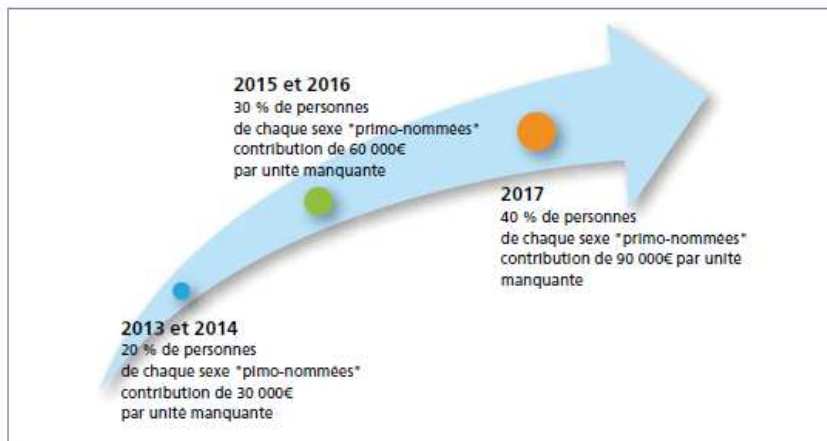 2015 et 2016
30 % de personnes
de chaque sexe "primo-nommées"
contribution de 60 000€
par unité manquante
2017
40 % de personnes
de chaque sexe "primo-nommées"
contribution de 90 000€ par unité
manquante
2013 et 2014
20 % de personnes
de chaque sexe "pimo-nommées"
contribution de 30 000€
par unité manquante